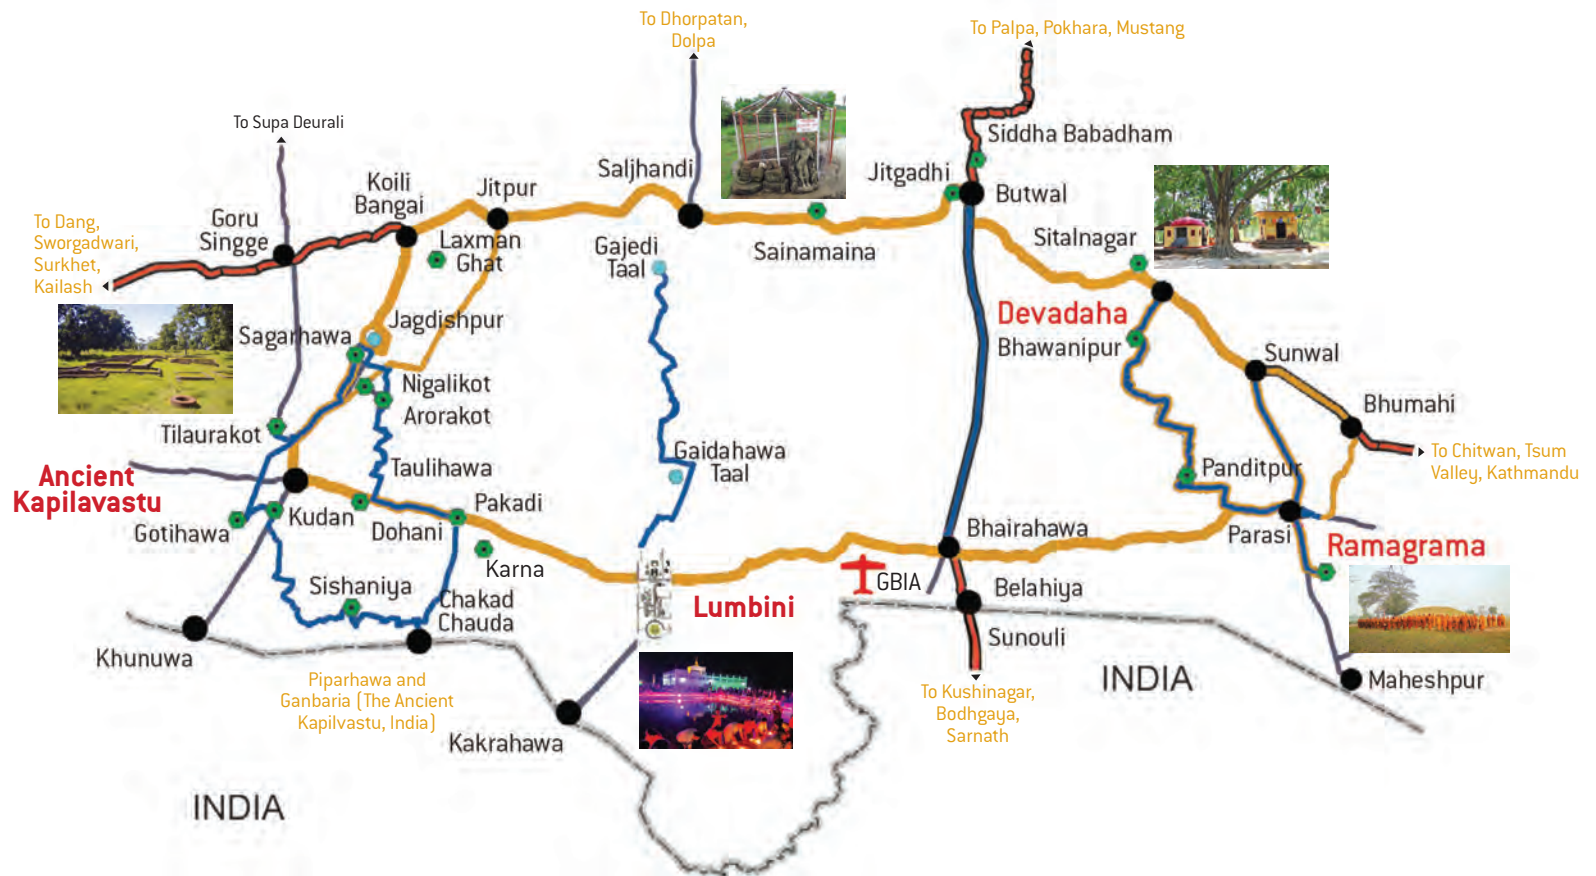 To Dhorpatan,
Dolpa
To Palpa, Pokhara, Mustang
To Supa Deurali
Siddha Babadham
Koili
Bangai
Jitpur
Saljhandi
Jitgadhi
Butwal
To Dang,
Sworgadwari,
Surkhet,
Kailash
Goru
Singge
Laxman
Ghat
Gajedi
Taal
Sainamaina
Sitalnagar
Sagarhawa
Jagdishpur
Devadaha
Bhawanipur
Sunwal
Nigalikot
Arorakot
Bhumahi
Tilaurakot
Taulihawa
Gaidahawa
Taal
Panditpur
To Chitwan, Tsum
Valley, Kathmandu
Ancient
Kapilavastu
Gotihawa
Kudan
Dohani
Pakadi
Karna
Bhairahawa
Parasi
Ramagrama
GBIA
Sishaniya
Chakad
Chauda
Lumbini
Belahiya
Sunouli
Khunuwa
Piparhawa and
Ganbaria (The Ancient
Kapilvastu, India)
Kakrahawa
To Kushinagar,
Bodhgaya,
Sarnath
INDIA
Maheshpur
INDIA